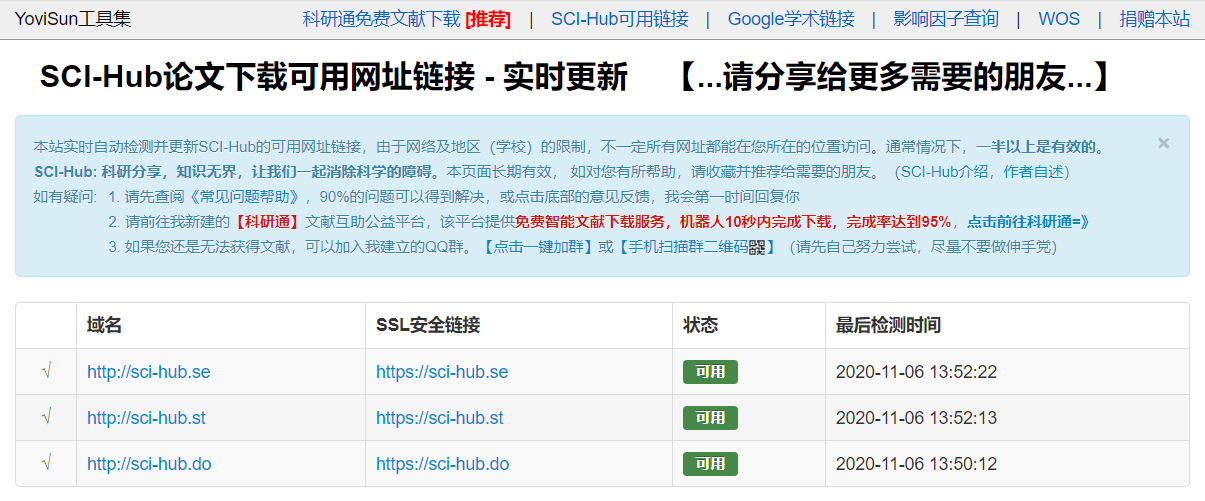 YoviSun工具集 科研通免费文献下载 [推荐] | SCI-Hub可用链接 | Google学术链接 | 影响因子查询 | WOS | 捐赠本站
SCI-Hub论文下载可用网址链接 - 实时更新 【...请分享给更多需要的朋友...】
本站实时自动检测并更新SCI-Hub的可用网址链接，由于网络及地区（学校）的限制，不一定所有网址都能在您所在的位置访问。通常情况下，一半以上是有效的。 ×
SCI-Hub: 科研分享，知识无界，让我们一起消除科学的障碍。本页面长期有效， 如对您有所帮助，请收藏并推荐给需要的朋友。（SCI-Hub介绍，作者自述）
如有疑问: 1. 请先查阅《常见问题帮助》，90%的问题可以得到解决，或点击底部的意见反馈，我会第一时间回复你
2. 请前往我新建的【科研通】文献互助公益平台，该平台提供免费智能文献下载服务，机器人10秒内完成下载，完成率达到95%，点击前往科研通=》
3. 如果您还是无法获得文献，可以加入我建立的QQ群。【点击一键加群】或【手机扫描群二维码】（请先自己努力尝试，尽量不要做伸手党）
域名 SSL安全链接 状态 最后检测时间
√ http://sci-hub.se https://sci-hub.se 可用 2020-11-06 13:52:22
√ http://sci-hub.st https://sci-hub.st 可用 2020-11-06 13:52:13
√ http://sci-hub.do https://sci-hub.do 可用 2020-11-06 13:50:12